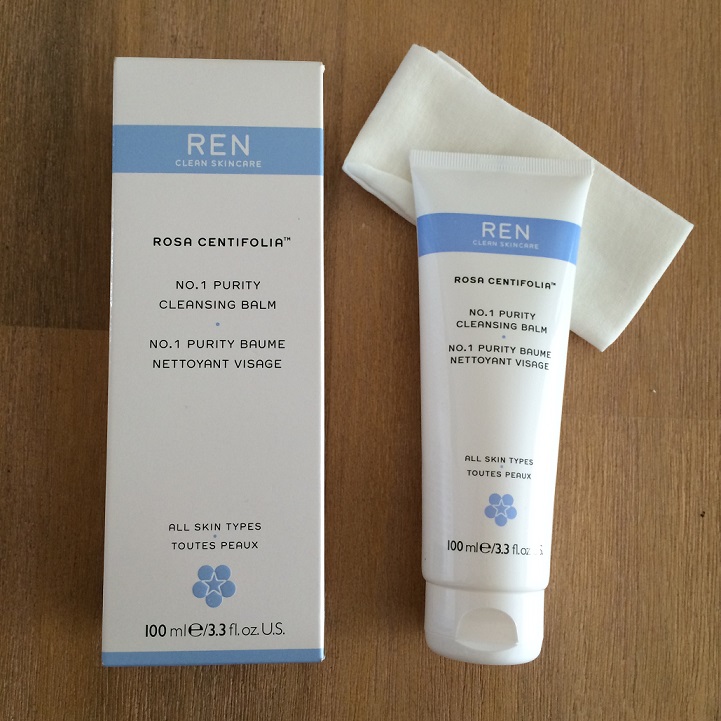 REN
CLEAN SKINCARE
ROSA CENTIFOLIA™
NO.1 PURITY
CLEANSING BALM
NO.1 PURITY BAUME
NETTOYANT VISAGE
ALL SKIN TYPES
TOUTES PEAUX
100 ml℮/3.3 fl.oz.U.S.
REN
CLEAN SKINCARE
ROSA CENTIFOLIA™
NO.1 PURITY
CLEANSING BALM
NO.1 PURITY BAUME
NETTOYANT VISAGE
ALL SKIN TYPES
TOUTES PEAUX
100 ml℮/3.3 fl.oz.U.S.